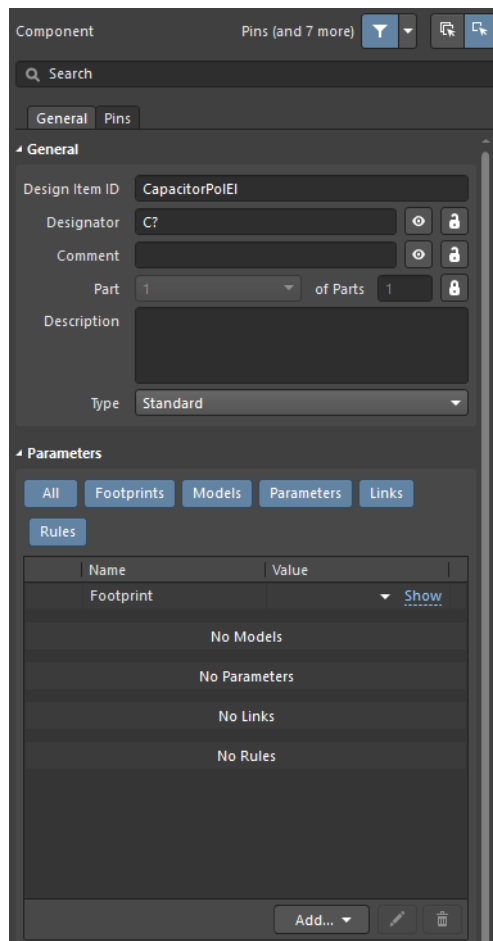 Component Pins (and 7 more)
Search
General Pins
General
Design Item ID CapacitorPolEl
Designator C?
Comment
Part 1 of Parts 1
Description
Type Standard
Parameters
All Footprints Models Parameters Links
Rules
Name Value
Footprint Show
No Models
No Parameters
No Links
No Rules
Add...